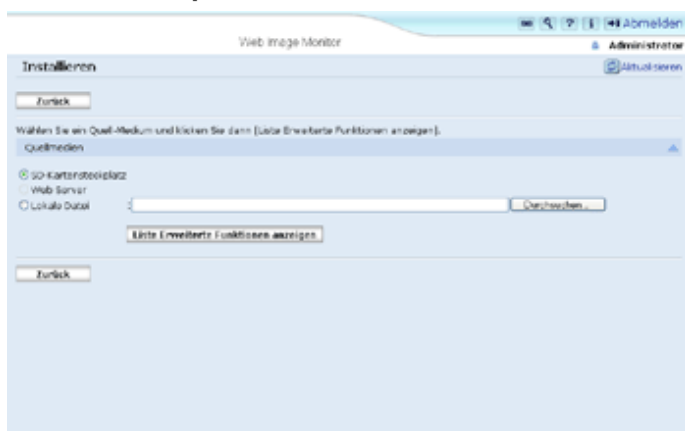 Abmelden
Web Image Monitor
Administrator
Installieren
Aktualisieren
Zurück
Wählen Sie ein Quell-Medium und klicken Sie dann [Liste Erweiterte Funktionen anzeigen].
Quellmedien
SD-Kartensteckplatz
Web Server
Lokale Datei :
Durchsuchen...
Liste Erweiterte Funktionen anzeigen
Zurück